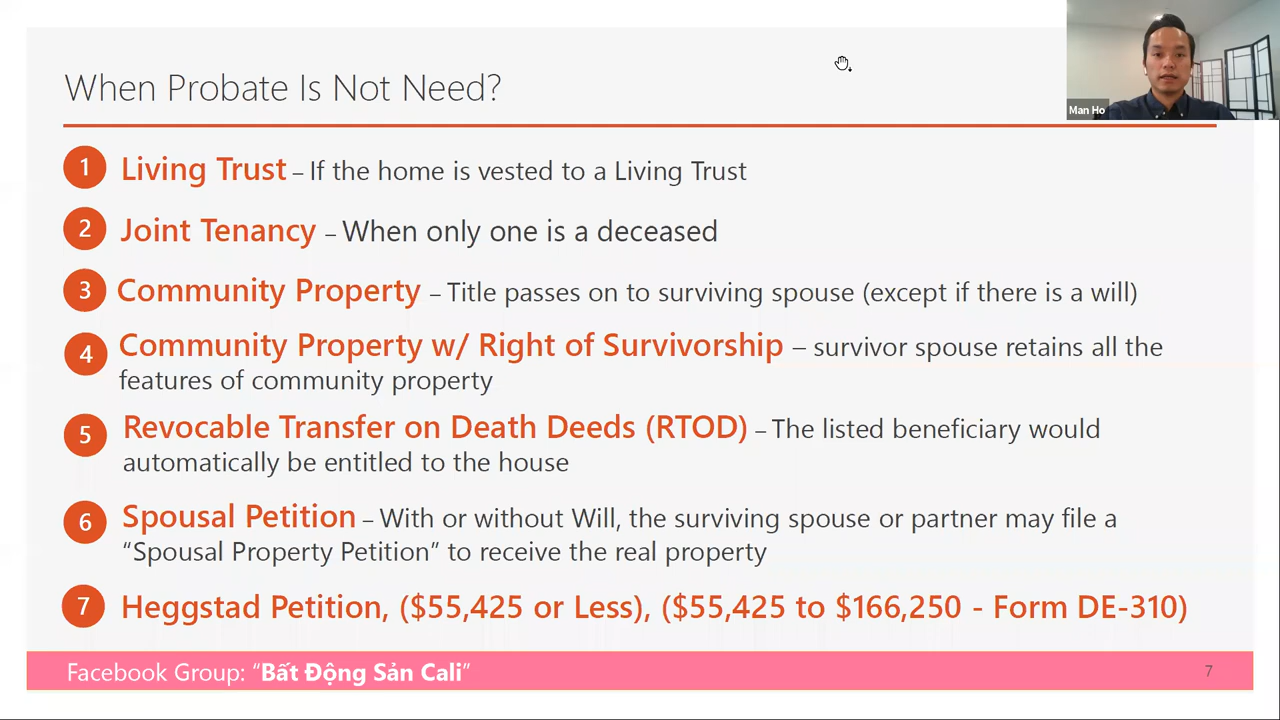 When Probate Is Not Need?
Man Ho
1 Living Trust – If the home is vested to a Living Trust
2 Joint Tenancy – When only one is a deceased
3 Community Property – Title passes on to surviving spouse (except if there is a will)
4 Community Property w/ Right of Survivorship – survivor spouse retains all the
features of community property
5 Revocable Transfer on Death Deeds (RTOD) – The listed beneficiary would
automatically be entitled to the house
6 Spousal Petition – With or without Will, the surviving spouse or partner may file a
“Spousal Property Petition” to receive the real property
7 Heggstad Petition, ($55,425 or Less), ($55,425 to $166,250 - Form DE-310)
Facebook Group: “Bất Động Sản Cali”
7